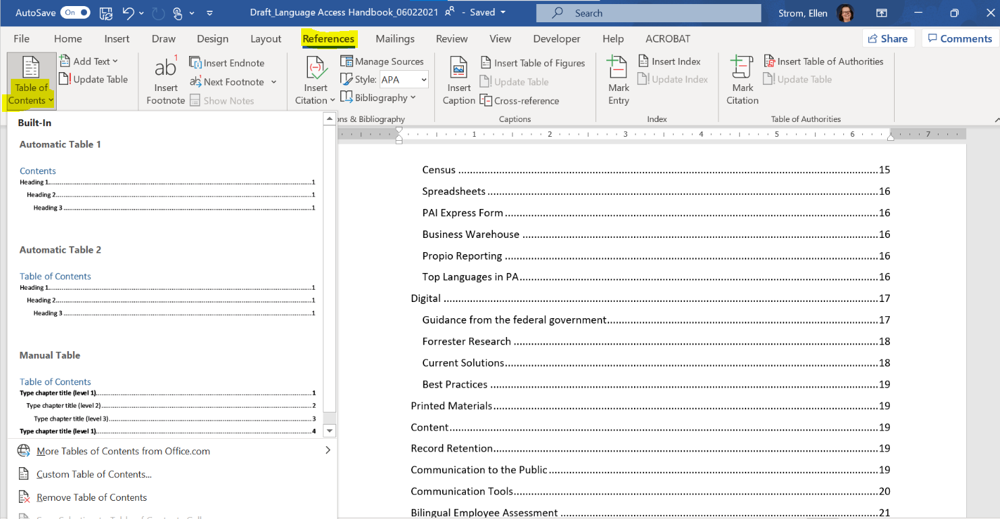 AutoSave On Draft_Language Access Handbook_06022021 - Saved Search Strom, Ellen
File Home Insert Draw Design Layout References Mailings Review View Developer Help ACROBAT Share Comments
Table of Contents
Add Text
Update Table
ab1
Insert Footnote
Insert Endnote
Next Footnote
Show Notes
Insert Citation
Manage Sources
Style: APA
Bibliography
ns & Bibliography
Insert Caption
Insert Table of Figures
Update Table
Cross-reference
Captions
Mark Entry
Insert Index
Update Index
Index
Mark Citation
Insert Table of Authorities
Update Table
Table of Authorities
Built-In
Automatic Table 1
Contents
Heading 1...1
Heading 2...1
Heading 3...1
Automatic Table 2
Table of Contents
Heading 1...1
Heading 2...1
Heading 3...1
Manual Table
Table of Contents
Type chapter title (level 1)...1
Type chapter title (level 2)...2
Type chapter title (level 3)...3
Type chapter title (level 1)...4
More Tables of Contents from Office.com
Custom Table of Contents...
Remove Table of Contents
1 2 3 4 5 6 7
Census...15
Spreadsheets...16
PAI Express Form...16
Business Warehouse...16
Propio Reporting...16
Top Languages in PA...16
Digital...17
Guidance from the federal government...17
Forrester Research...18
Current Solutions...18
Best Practices...19
Printed Materials...19
Content...19
Record Retention...19
Communication to the Public...19
Communication Tools...20
Bilingual Employee Assessment...21